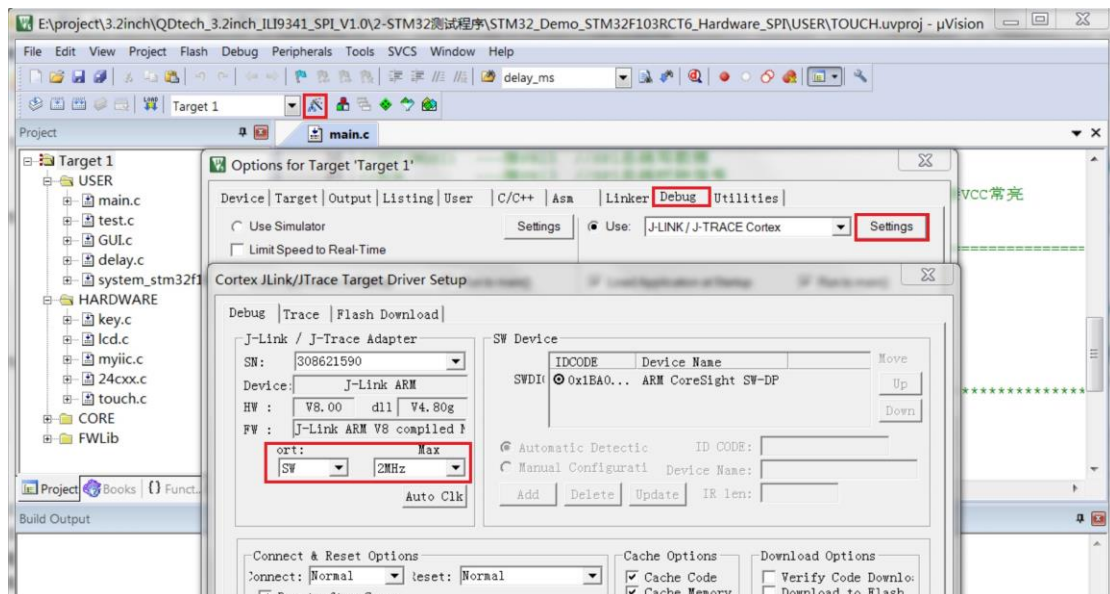 E:\project\3.2inch\QDtech_3.2inch_ILI9341_SPI_V1.0\2-STM32测试程序\STM32_Demo_STM32F103RCT6_Hardware_SPI\USER\TOUCH.uvproj - µVision
File Edit View Project Flash Debug Peripherals Tools SVCS Window Help
delay_ms
LOAD Target 1
Project
main.c
Target 1
USER
main.c
test.c
GUI.c
delay.c
system_stm32f1
HARDWARE
key.c
lcd.c
myiic.c
24cxx.c
touch.c
CORE
FWLib
Project Books {} Funct...
Build Output
VCC常亮
==============
*************
Options for Target 'Target 1'
Device Target Output Listing User C/C++ Asm Linker Debug Utilities
Use Simulator Settings Use: J-LINK / J-TRACE Cortex Settings
Limit Speed to Real-Time
Cortex JLink/JTrace Target Driver Setup
Debug Trace Flash Download
J-Link / J-Trace Adapter
SN: 308621590
Device: J-Link ARM
HW : V8.00 dll V4.80g
FW : J-Link ARM V8 compiled
ort: Max
SW 2MHz
Auto Clk
SW Device
IDCODE Device Name
SWDI 0x1BA0... ARM CoreSight SW-DP
Move
Up
Down
Automatic Detectic ID CODE:
Manual Configurati Device Name:
Add Delete Update IR len:
Connect & Reset Options
Connect: Normal Reset: Normal
Cache Options
Cache Code
Cache Memory
Download Options
Verify Code Downlo
Download to Flash